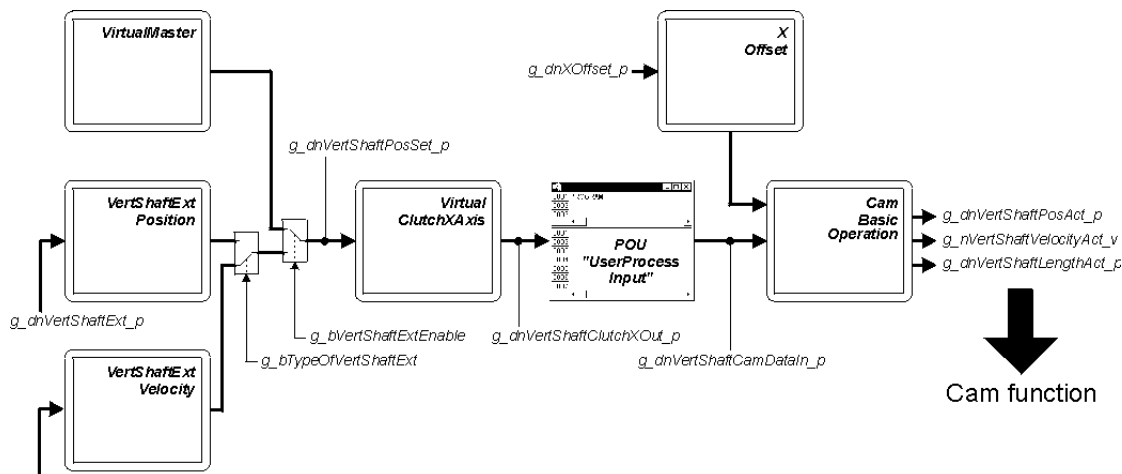 VirtualMaster
X
Offset
g_dnXOffset_p
g_dnVertShaftPosSet_p
VertShaftExt
Position
Virtual
ClutchXAxis
POU
"UserProcess
Input"
Cam
Basic
Operation
g_dnVertShaftPosAct_p
g_nVertShaftVelocityAct_v
g_dnVertShaftLengthAct_p
g_dnVertShaftExt_p
g_bVertShaftExtEnable
g_bTypeOfVertShaftExt
g_dnVertShaftClutchXOut_p
g_dnVertShaftCamDataIn_p
VertShaftExt
Velocity
Cam function